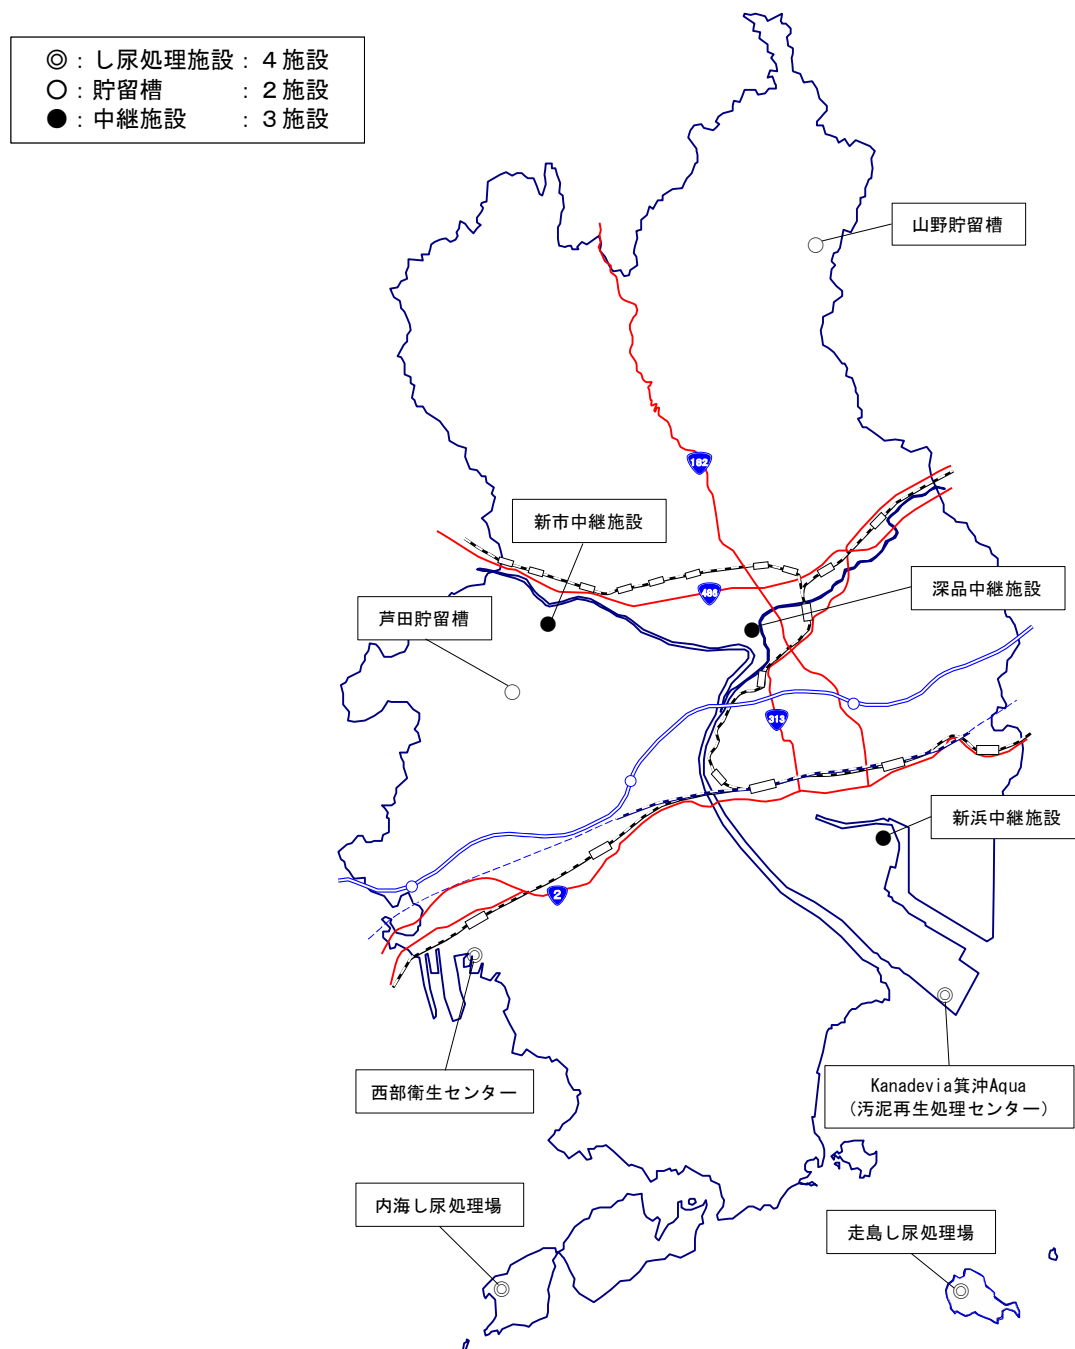 ◎：し尿処理施設：４施設
○：貯留槽　　　：２施設
●：中継施設　　：３施設
山野貯留槽
182
新市中継施設
深品中継施設
486
芦田貯留槽
313
新浜中継施設
2
西部衛生センター
Kanadevia箕沖Aqua
（汚泥再生処理センター）
内海し尿処理場
走島し尿処理場